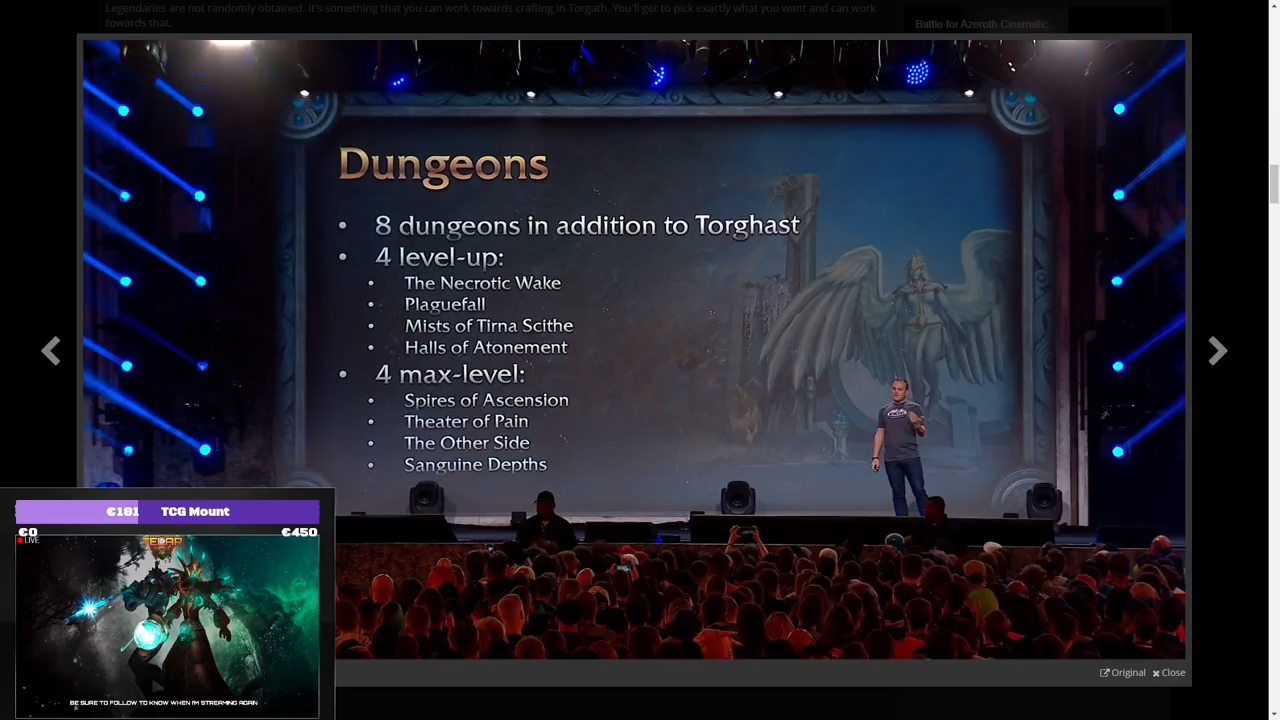 Legendaries are not randomly obtained. It's something that you can work towards crafting in Torgath. You'll get to pick exactly what you want and can work
towards that.
Battle for Azeroth Cinematic...
Dungeons
• 8 dungeons in addition to Torghast
• 4 level-up:
• The Necrotic Wake
• Plaguefall
• Mists of Tirna Scithe
• Halls of Atonement
• 4 max-level:
• Spires of Ascension
• Theater of Pain
• The Other Side
• Sanguine Depths
€181 TCG Mount
€0 €450
LIVE
BE SURE TO FOLLOW TO KNOW WHEN I'M STREAMING AGAIN
Original Close